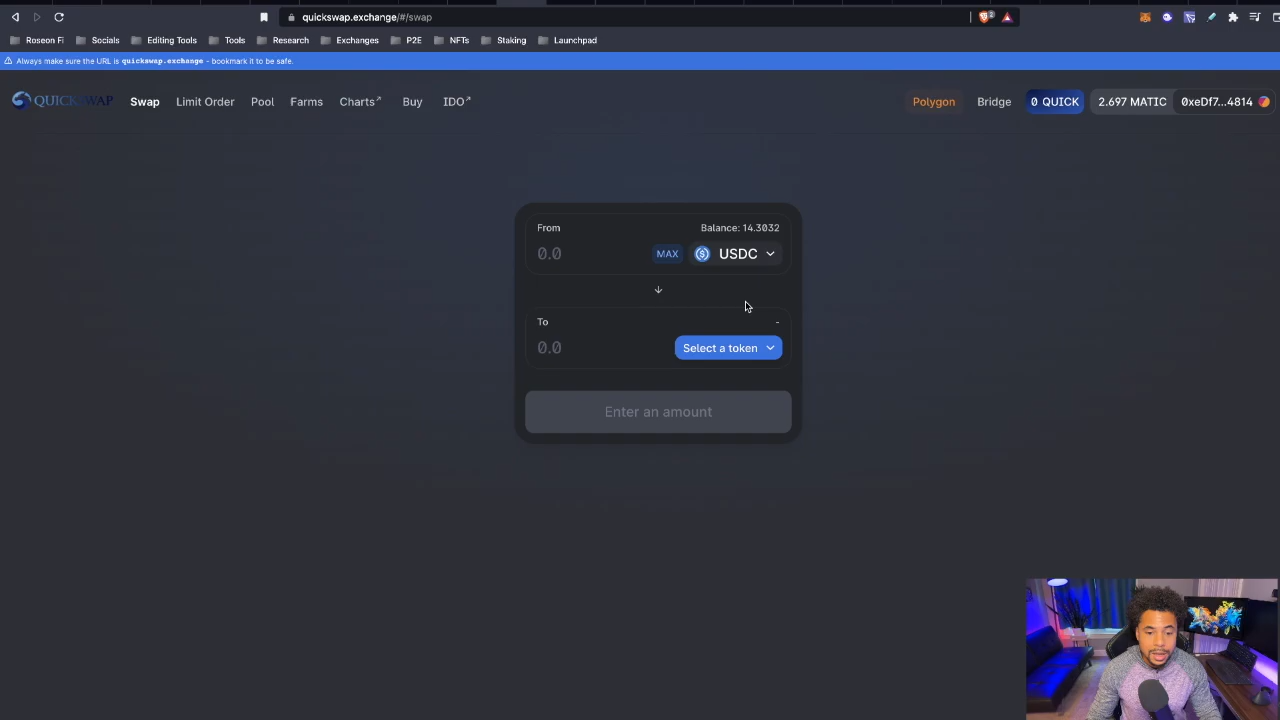 quickswap.exchange/#/swap
Roseon Fi Socials Editing Tools Tools Research Exchanges P2E NFTs Staking Launchpad
Always make sure the URL is quickswap.exchange - bookmark it to be safe.
QUICKSWAP Swap Limit Order Pool Farms Charts↗ Buy IDO↗ Polygon Bridge 0 QUICK 2.697 MATIC 0xeDf7...4814
From Balance: 14.3032
0.0 MAX USDC
To -
0.0 Select a token
Enter an amount